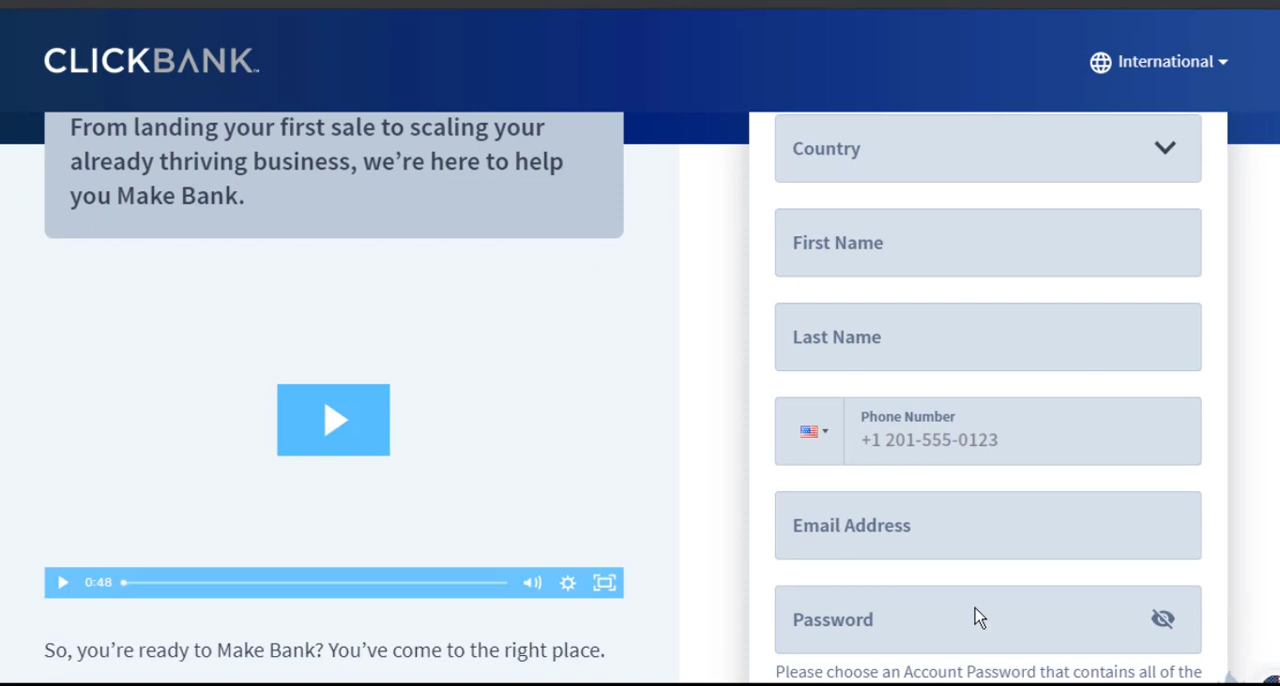 CLICKBANK
International
From landing your first sale to scaling your
already thriving business, we’re here to help
you Make Bank.
0:48
So, you’re ready to Make Bank? You’ve come to the right place.
Country
First Name
Last Name
Phone Number
+1 201-555-0123
Email Address
Password
Please choose an Account Password that contains all of the